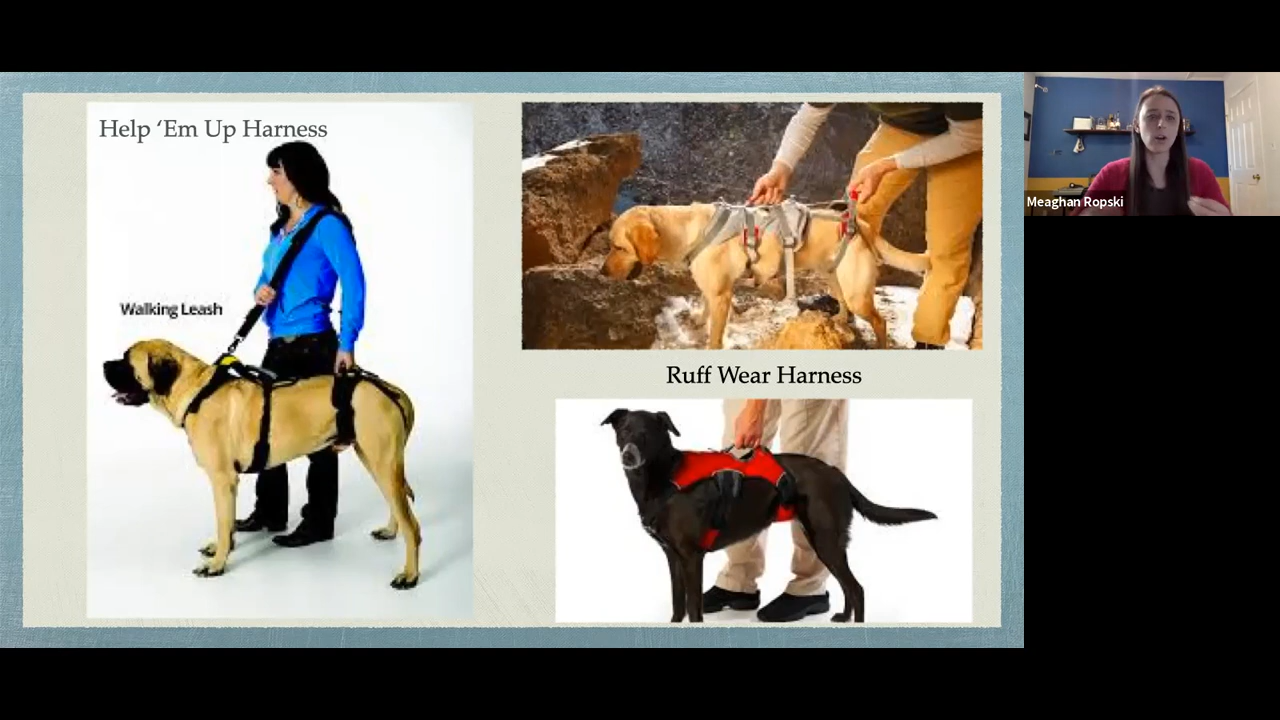 Help ‘Em Up Harness
Walking Leash
Ruff Wear Harness
Meaghan Ropski